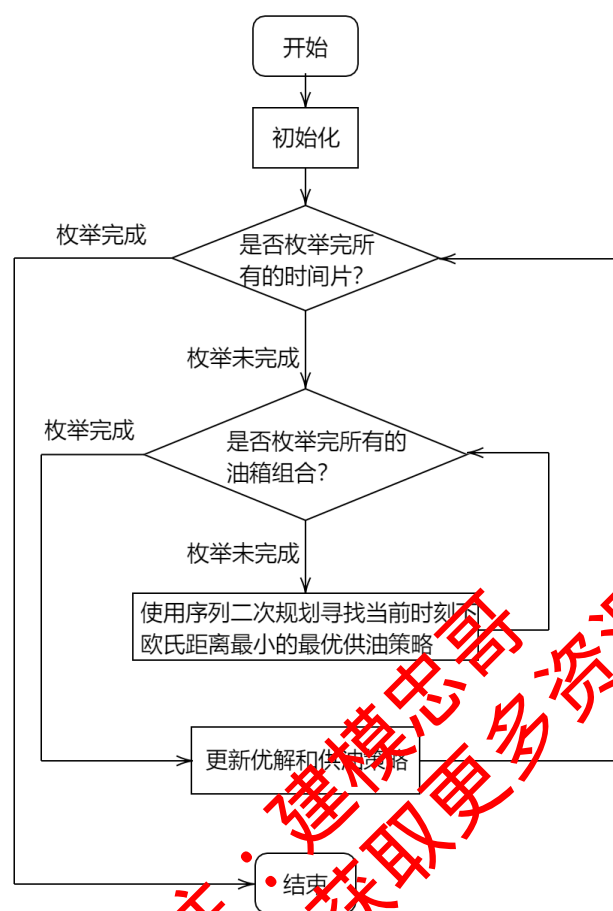 开始
初始化
枚举完成
是否枚举完所
有的时间片?
枚举未完成
枚举完成
是否枚举完所有的
油箱组合?
枚举未完成
使用序列二次规划寻找当前时刻下
欧氏距离最小的最优供油策略
更新优解和供油策略
结束
：建模忠哥
获取更多资